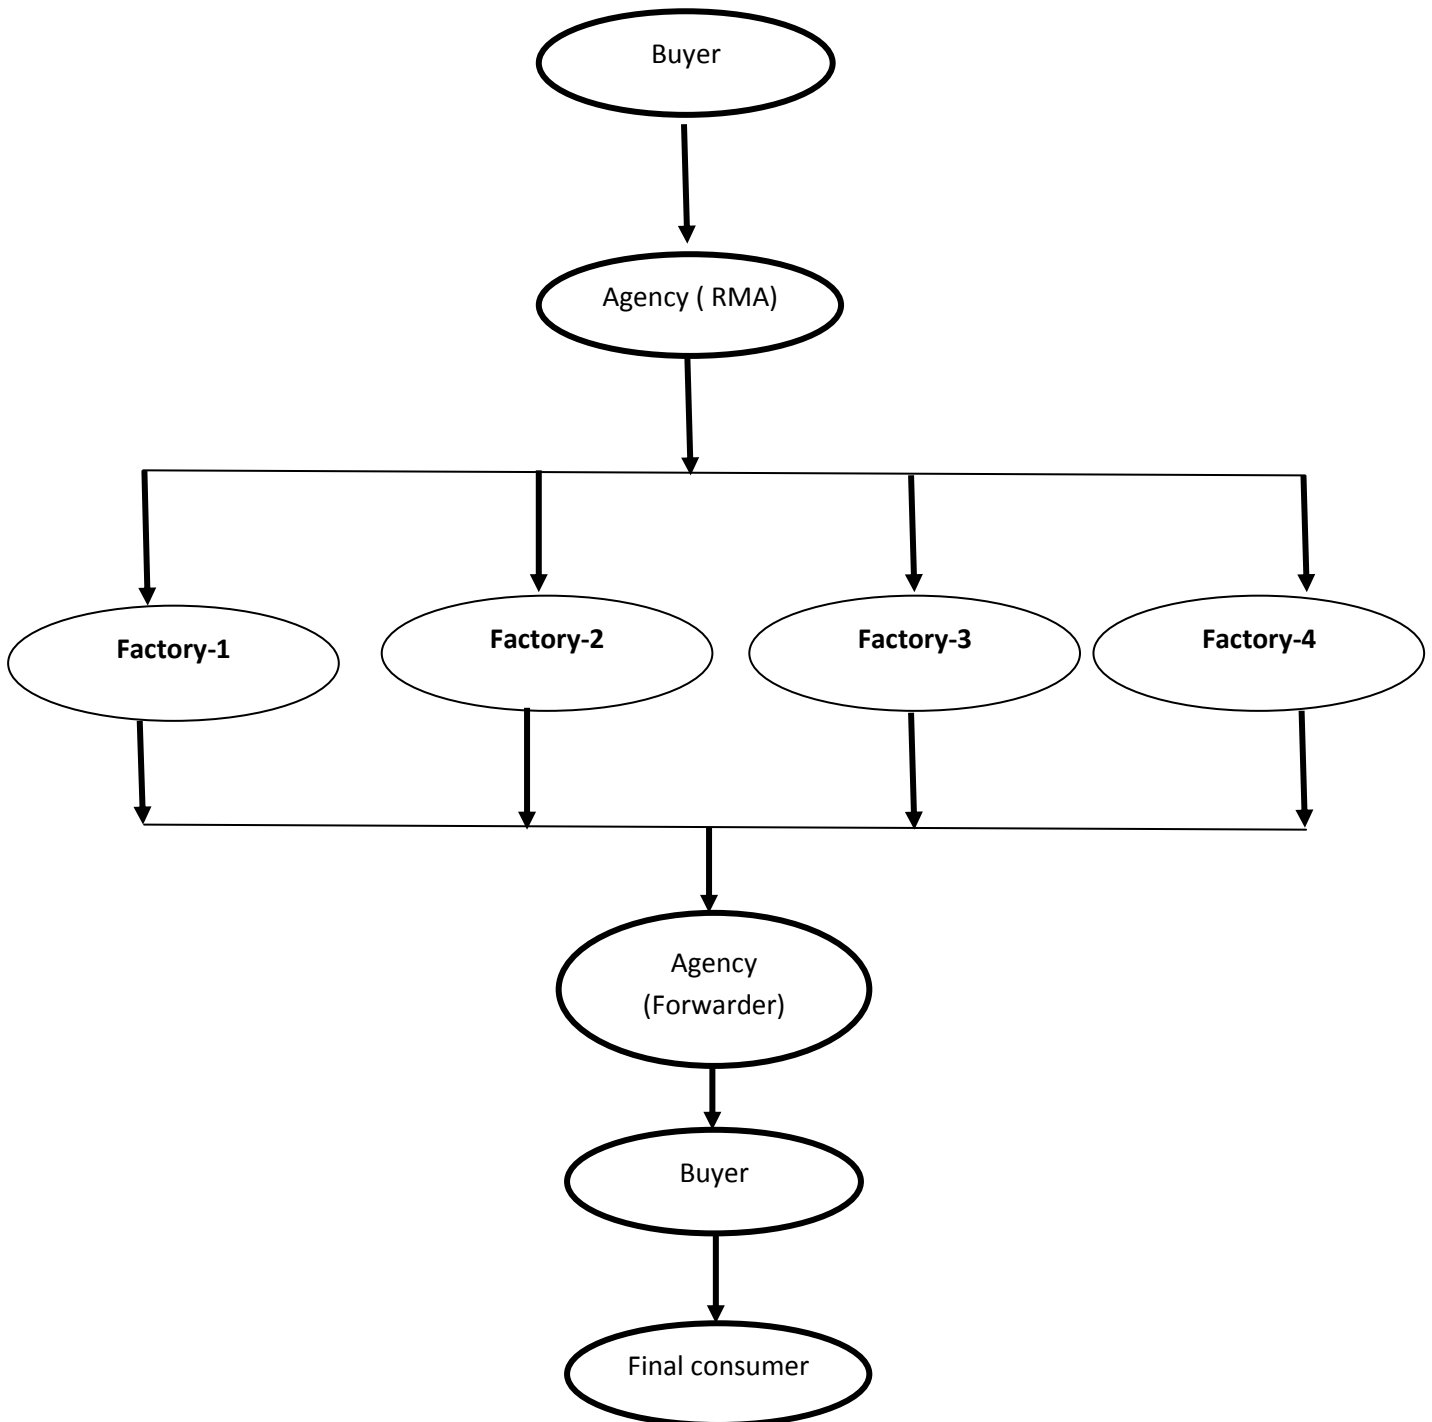 Buyer
Agency ( RMA)
Factory-1
Factory-2
Factory-3
Factory-4
Agency
(Forwarder)
Buyer
Final consumer